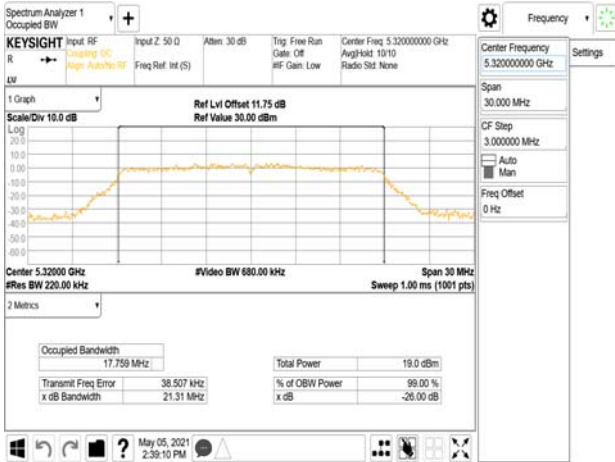 Spectrum Analyzer 1
Occupied BW
+
KEYSIGHT
R
Input: RF
Coupling: DC
Align: Auto/No RF
Input Z: 50 Ω
Freq Ref: Int (S)
Atten: 30 dB
Trig: Free Run
Gate: Off
#IF Gain: Low
Center Freq: 5.320000000 GHz
Avg|Hold: 10/10
Radio Std: None
1 Graph
Scale/Div 10.0 dB
Ref Lvl Offset 11.75 dB
Ref Value 30.00 dBm
Log
20.0
10.0
0.00
-10.0
-20.0
-30.0
-40.0
-50.0
-60.0
Center 5.32000 GHz
#Res BW 220.00 kHz
#Video BW 680.00 kHz
Span 30 MHz
Sweep 1.00 ms (1001 pts)
2 Metrics
Occupied Bandwidth
17.759 MHz
Total Power 19.0 dBm
Transmit Freq Error 38.507 kHz
% of OBW Power 99.00 %
x dB Bandwidth 21.31 MHz
x dB -26.00 dB
?
May 05, 2021
2:39:10 PM
Frequency
Center Frequency
5.320000000 GHz
Settings
Span
30.000 MHz
CF Step
3.000000 MHz
Auto
Man
Freq Offset
0 Hz